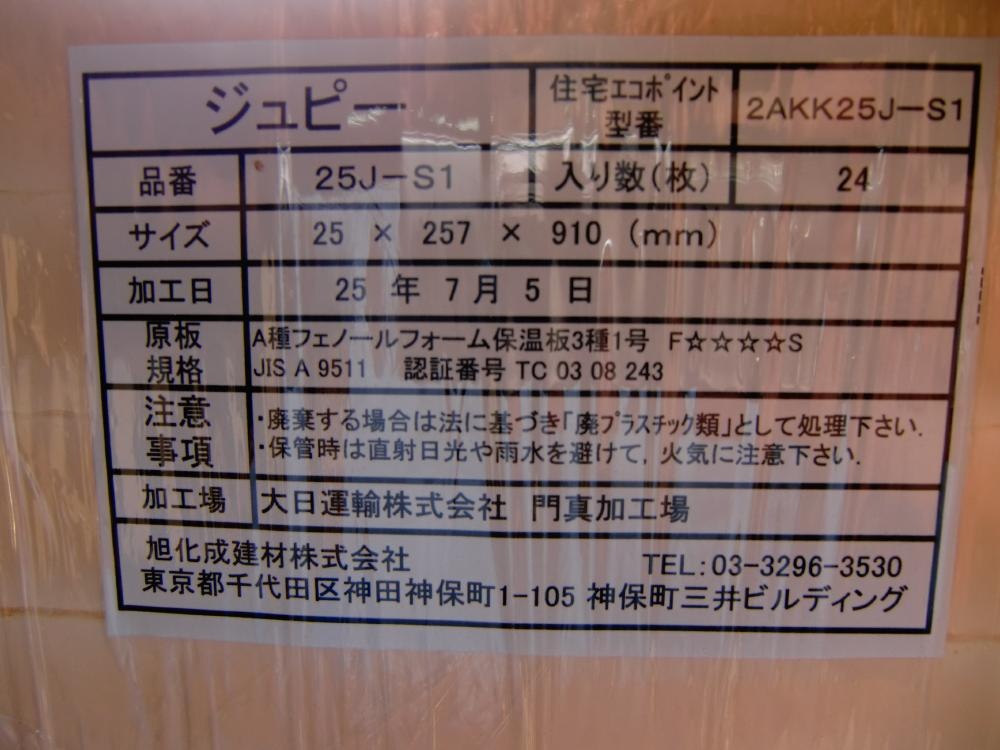 ジュピー 住宅エコポイント型番 2AKK25J-S1
品番 25J-S1 入り数(枚) 24
サイズ 25 × 257 × 910 (mm)
加工日 25 年 7 月 5 日
原板規格 A種フェノールフォーム保温板3種1号 F☆☆☆☆S
JIS A 9511 認証番号 TC 03 08 243
注意事項 ・廃棄する場合は法に基づき「廃プラスチック類」として処理下さい.
・保管時は直射日光や雨水を避けて, 火気に注意下さい.
加工場 大日運輸株式会社 門真加工場
旭化成建材株式会社 TEL:03-3296-3530
東京都千代田区神田神保町1-105 神保町三井ビルディング